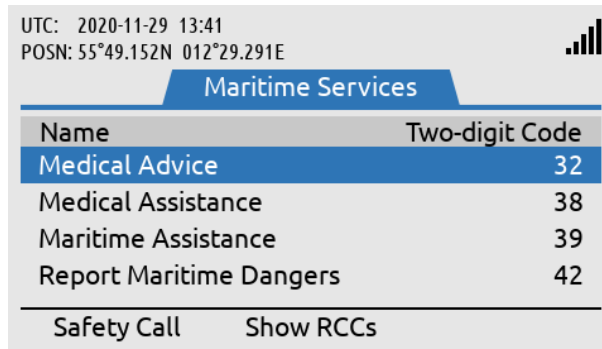 UTC: 2020-11-29 13:41
POSN: 55°49.152N 012°29.291E
Maritime Services
Name Two-digit Code
Medical Advice 32
Medical Assistance 38
Maritime Assistance 39
Report Maritime Dangers 42
Safety Call Show RCCs